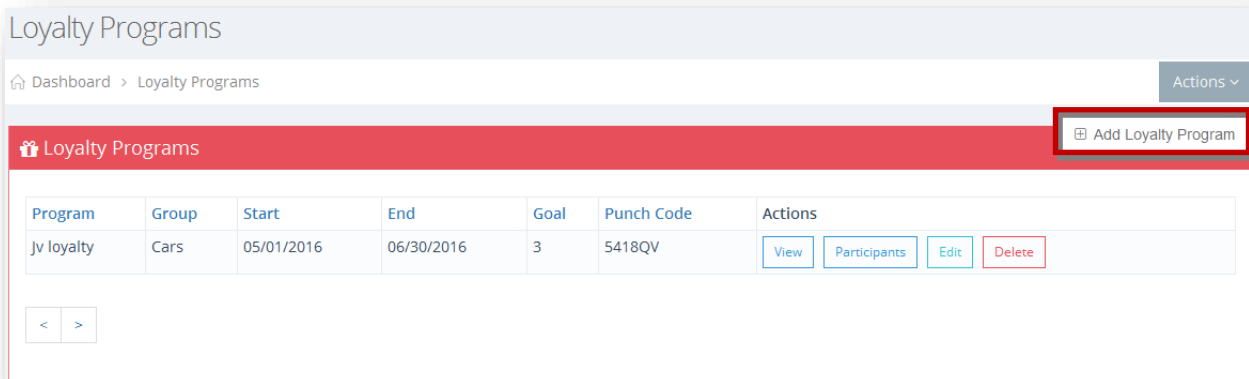 Loyalty Programs
Dashboard > Loyalty Programs
Actions
Add Loyalty Program
Loyalty Programs
Program Group Start End Goal Punch Code Actions
Jv loyalty Cars 05/01/2016 06/30/2016 3 5418QV View Participants Edit Delete
< >